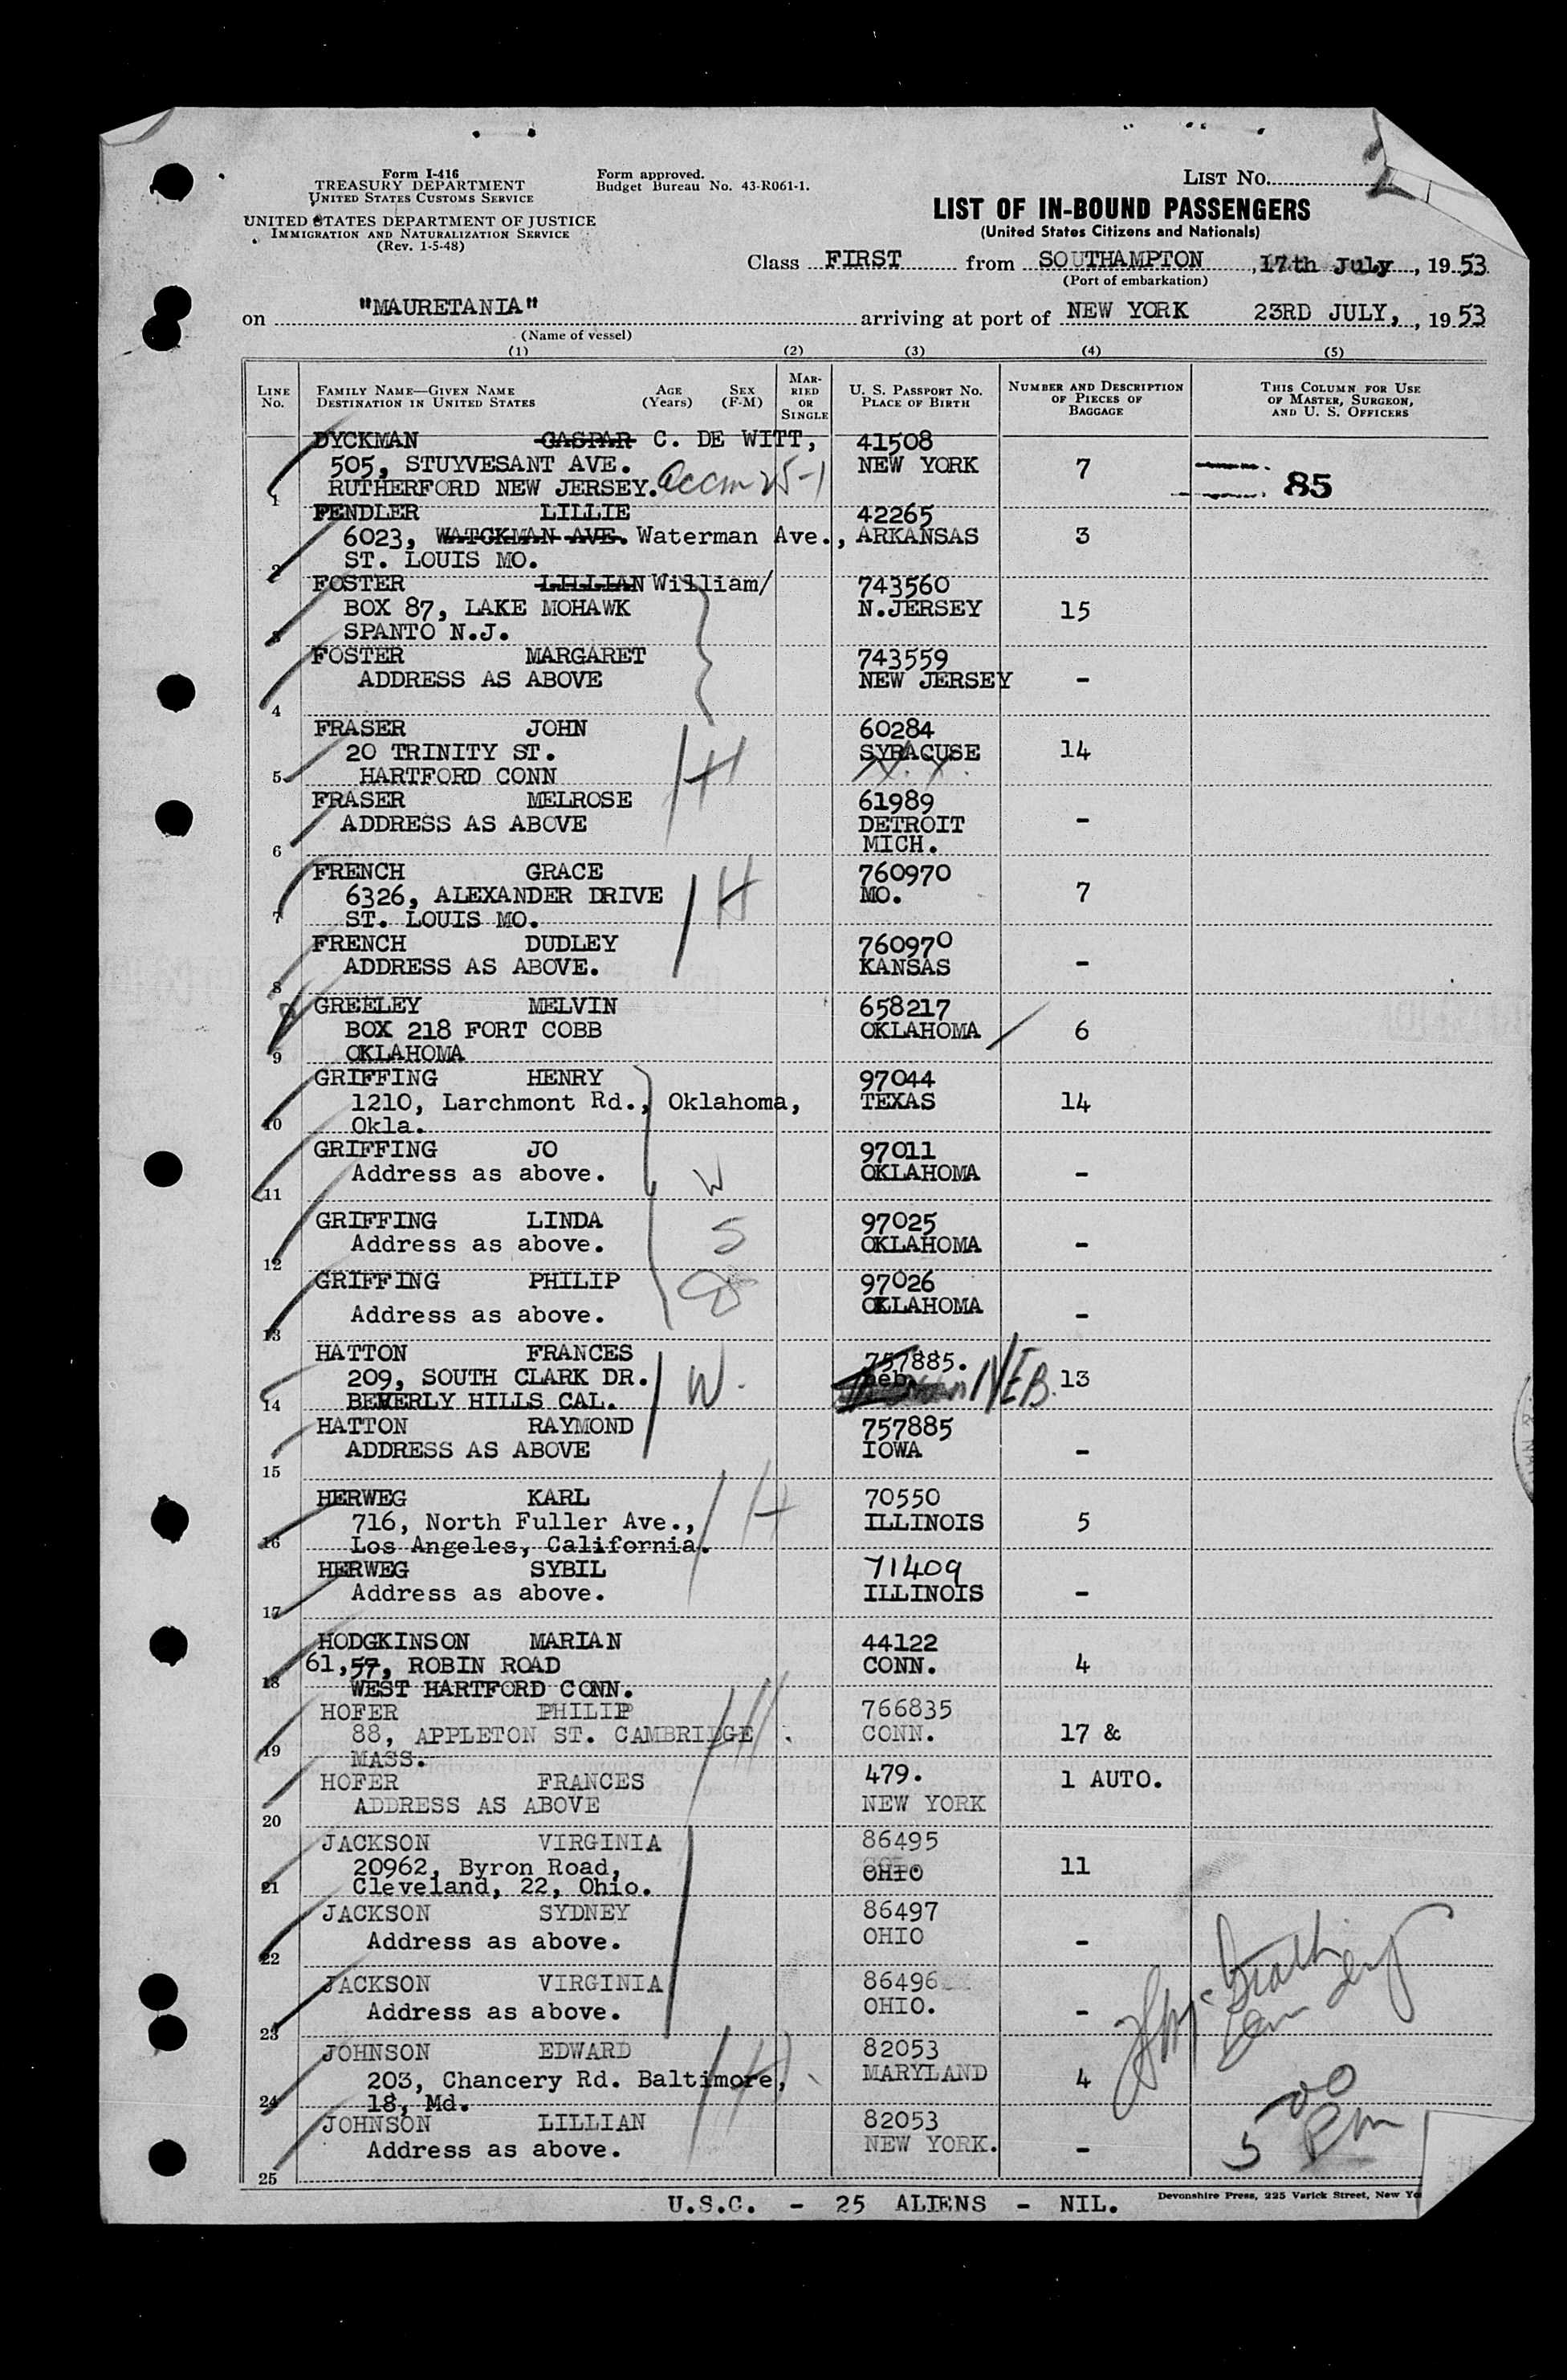 Form I-416
TREASURY DEPARTMENT
UNITED STATES CUSTOMS SERVICE
UNITED STATES DEPARTMENT OF JUSTICE
IMMIGRATION AND NATURALIZATION SERVICE
(Rev. 1-5-48)
Form approved.
Budget Bureau No. 43-R061-1.
LIST NO.
LIST OF IN-BOUND PASSENGERS
(United States Citizens and Nationals)
Class FIRST from SOUTHAMPTON, 17th July, 1953
(Port of embarkation)
on "MAURETANIA" arriving at port of NEW YORK 23RD JULY, , 1953
(Name of vessel)
(1) (2) (3) (4) (5)
LINE NO.
FAMILY NAME—GIVEN NAME
DESTINATION IN UNITED STATES
AGE (Years)
SEX (F-M)
MARRIED OR SINGLE
U. S. PASSPORT NO.
PLACE OF BIRTH
NUMBER AND DESCRIPTION OF PIECES OF BAGGAGE
THIS COLUMN FOR USE OF MASTER, SURGEON, AND U. S. OFFICERS
DYCKMAN GASPAR C. DE WITT, 41508
505, STUYVESANT AVE. NEW YORK 7 85
1 RUTHERFORD NEW JERSEY.
FENDLER LILLIE 42265
6023, WATCKMAN AVE. Waterman Ave., ARKANSAS 3
2 ST. LOUIS MO.
FOSTER LILLIAN William/ 743560
BOX 87, LAKE MOHAWK N.JERSEY 15
3 SPANTO N.J.
FOSTER MARGARET 743559
ADDRESS AS ABOVE NEW JERSEY -
4
FRASER JOHN 60284
20 TRINITY ST. SYRACUSE 14
5 HARTFORD CONN N.Y.
FRASER MELROSE 61989
ADDRESS AS ABOVE DETROIT -
6 MICH.
FRENCH GRACE 760970
6326, ALEXANDER DRIVE MO. 7
7 ST. LOUIS MO.
H
FRENCH DUDLEY 760970
ADDRESS AS ABOVE. KANSAS -
8
GREELEY MELVIN 658217
BOX 218 FORT COBB OKLAHOMA 6
9 OKLAHOMA
GRIFFING HENRY 97044
1210, Larchmont Rd., Oklahoma, TEXAS 14
10 Okla.
GRIFFING JO 97011
Address as above. W OKLAHOMA -
11
GRIFFING LINDA 97025
Address as above. S OKLAHOMA -
12
GRIFFING PHILIP 97026
Address as above. OKLAHOMA -
13
HATTON FRANCES 757885.
209, SOUTH CLARK DR. W. Neb. NEB. 13
14 BEVERLY HILLS CAL.
HATTON RAYMOND 757885
ADDRESS AS ABOVE IOWA -
15
HERWEG KARL H 70550
716, North Fuller Ave., ILLINOIS 5
16 Los Angeles, California.
HERWEG SYBIL 71409
Address as above. ILLINOIS -
17
HODGKINSON MARIAN 44122
61, 57, ROBIN ROAD CONN. 4
18 WEST HARTFORD CONN.
HOFER PHILIP H 766835
88, APPLETON ST. CAMBRIDGE CONN. 17 &
19 MASS.
HOFER FRANCES 479. 1 AUTO.
ADDRESS AS ABOVE NEW YORK
20
JACKSON VIRGINIA 86495
20962, Byron Road, OHIO 11
21 Cleveland, 22, Ohio.
JACKSON SYDNEY 86497
Address as above. OHIO -
22
JACKSON VIRGINIA 86496
Address as above. OHIO. -
23
JOHNSON EDWARD 82053
203, Chancery Rd. Baltimore, H MARYLAND 4
24 18, Md.
JOHNSON LILLIAN 82053
Address as above. NEW YORK. -
25
5 00 Pm
U.S.C. - 25 ALIENS - NIL.
Devonshire Press, 225 Varick Street, New Yo